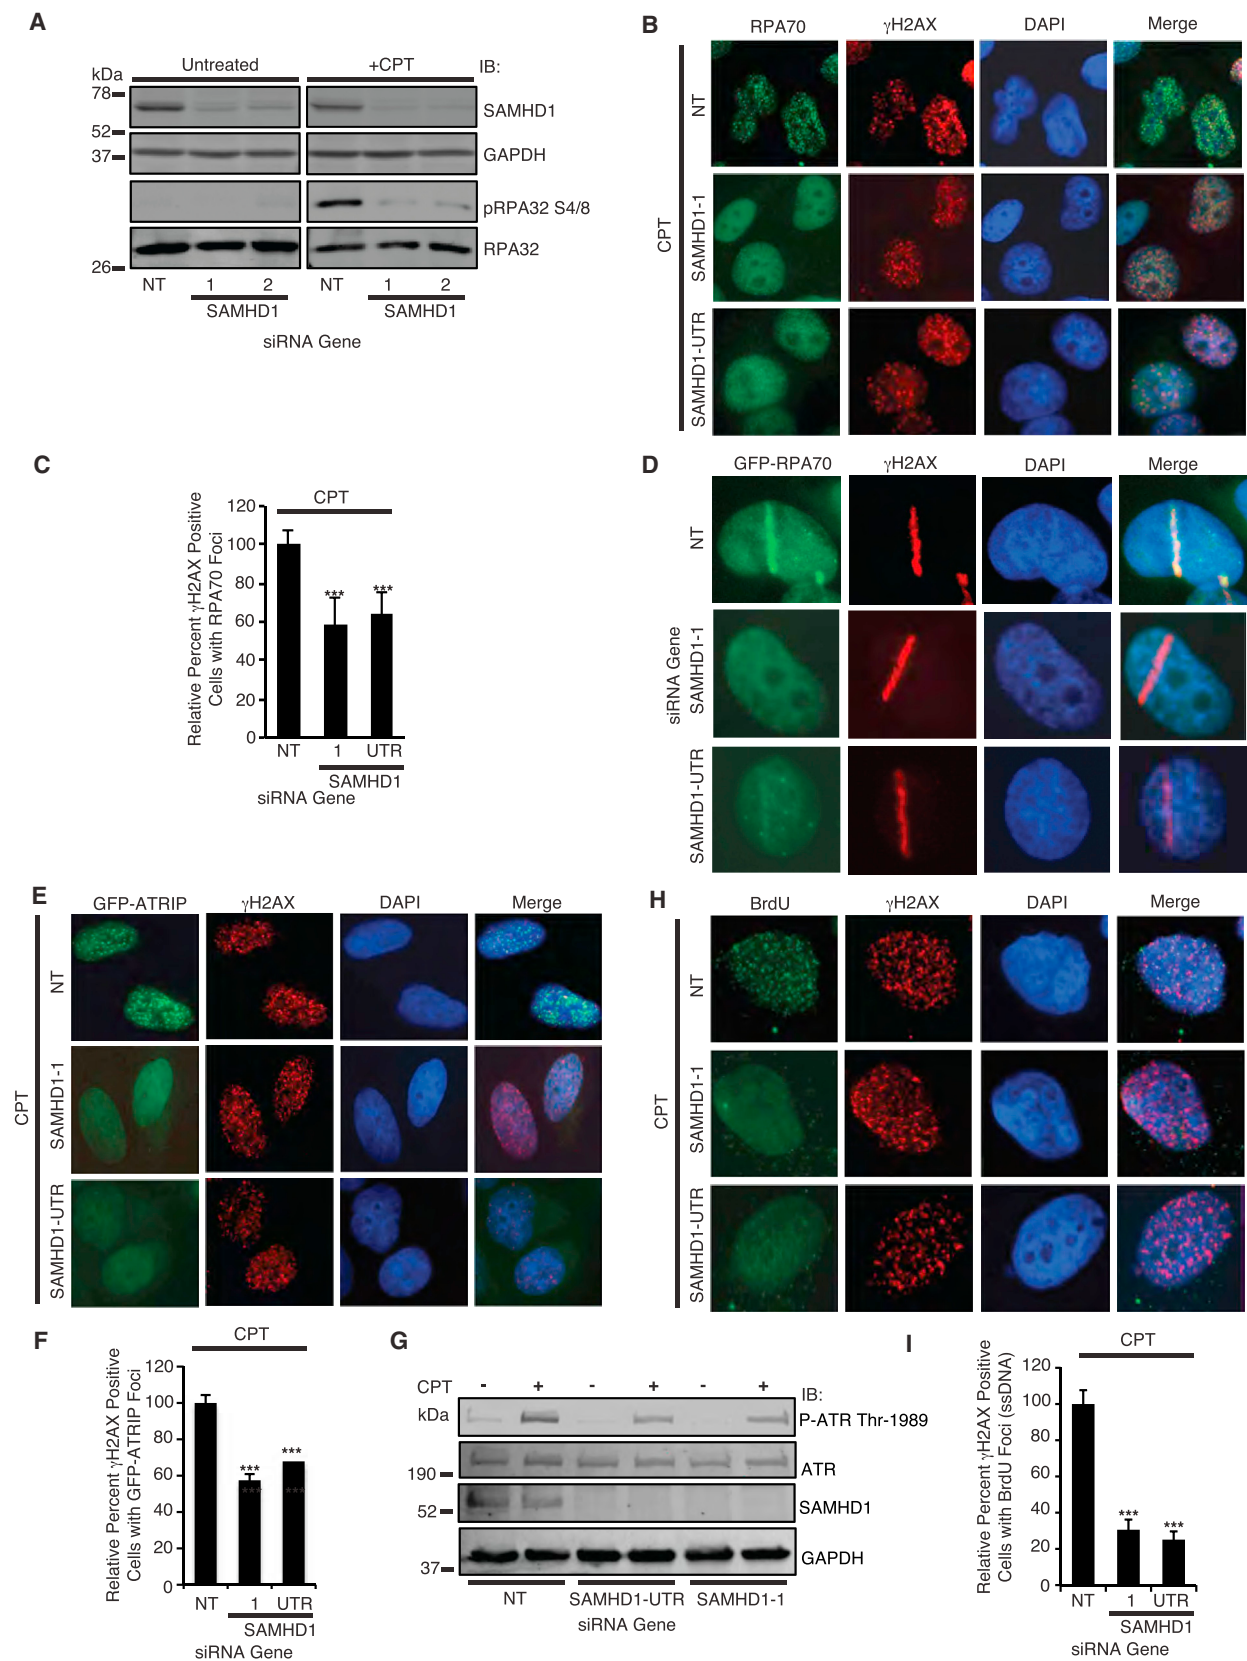 A
kDa
Untreated
+CPT
IB:
78
SAMHD1
52
37
GAPDH
pRPA32 S4/8
RPA32
26
NT 1 2 NT 1 2
SAMHD1 SAMHD1
siRNA Gene
B
RPA70 γH2AX DAPI Merge
CPT
NT
SAMHD1-1
SAMHD1-UTR
C
Relative Percent γH2AX Positive
Cells with RPA70 Foci
CPT
120
100
80
60
40
20
0
*** ***
NT 1 UTR
SAMHD1
siRNA Gene
D
GFP-RPA70 γH2AX DAPI Merge
siRNA Gene
NT
SAMHD1-1
SAMHD1-UTR
E
GFP-ATRIP γH2AX DAPI Merge
CPT
NT
SAMHD1-1
SAMHD1-UTR
H
BrdU γH2AX DAPI Merge
CPT
NT
SAMHD1-1
SAMHD1-UTR
F
Relative Percent γH2AX Positive
Cells with GFP-ATRIP Foci
CPT
120
100
80
60
40
20
0
*** ***
*** ***
NT 1 UTR
SAMHD1
siRNA Gene
G
CPT - + - + - + IB:
kDa
P-ATR Thr-1989
ATR
190
SAMHD1
52
GAPDH
37
NT SAMHD1-UTR SAMHD1-1
siRNA Gene
I
Relative Percent γH2AX Positive
Cells with BrdU Foci (ssDNA)
CPT
120
100
80
60
40
20
0
*** ***
NT 1 UTR
SAMHD1
siRNA Gene